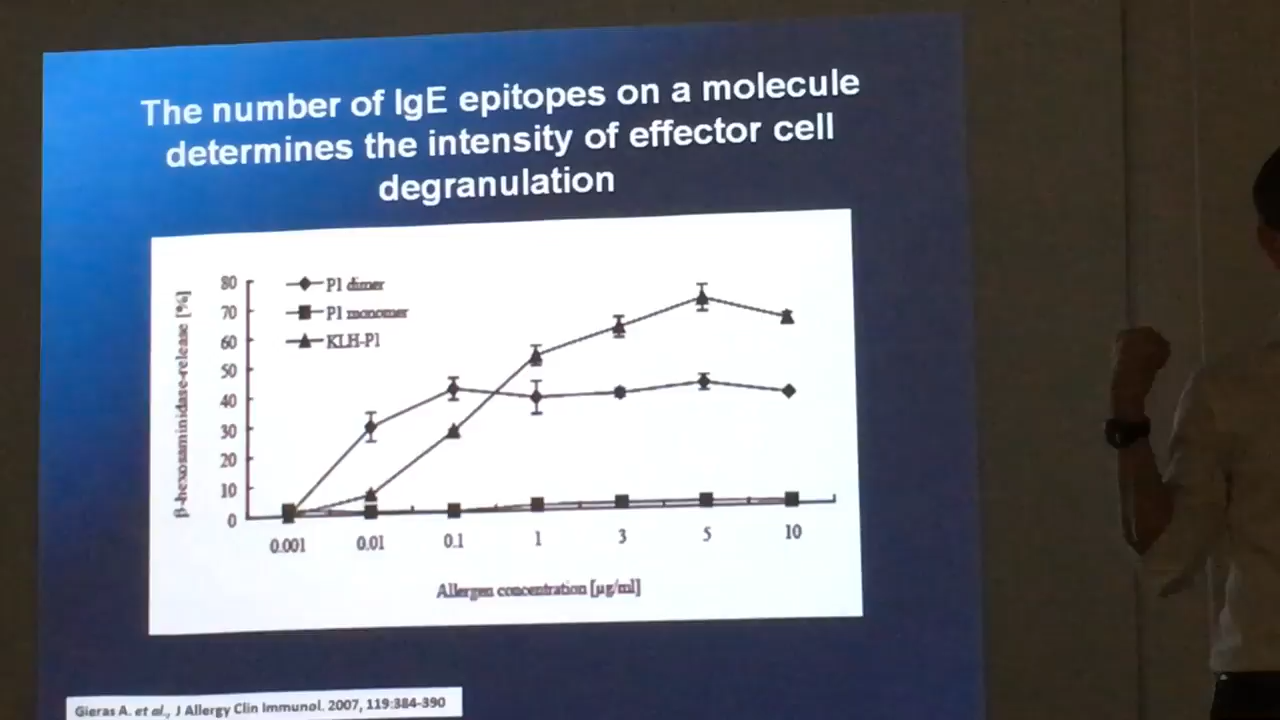 The number of IgE epitopes on a molecule
determines the intensity of effector cell
degranulation
β-hexosaminidase-release [%]
80
70
60
50
40
30
20
10
0
P1 dimer
P1 monomer
KLH-P1
0.001 0.01 0.1 1 3 5 10
Allergen concentration [µg/ml]
Gieras A. et al., J Allergy Clin Immunol. 2007, 119:384-390